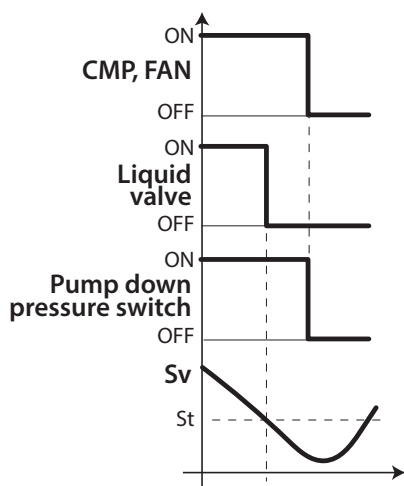 ON
CMP, FAN
OFF
ON
Liquid
valve
OFF
ON
Pump down
pressure switch
OFF
Sv
St